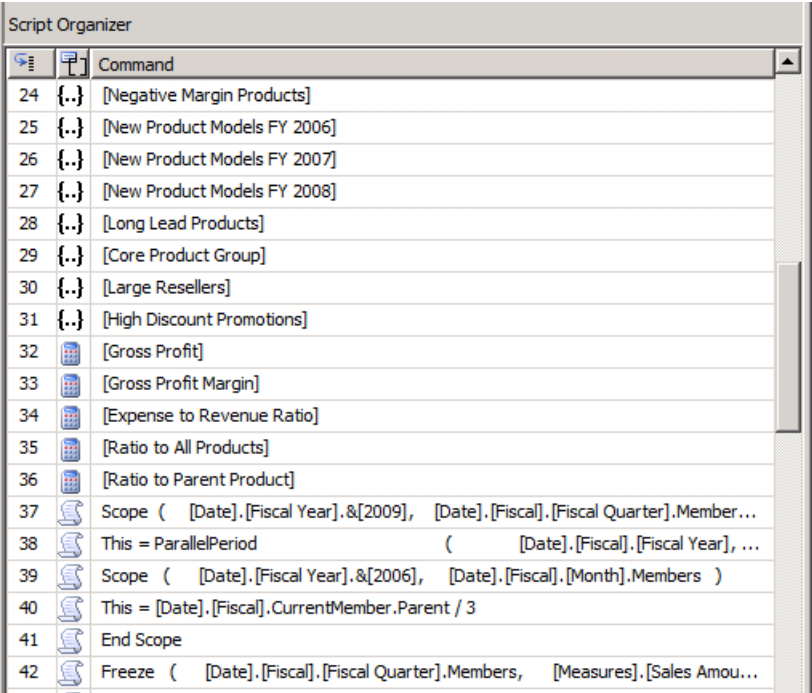 Script Organizer
Command
24 {..} [Negative Margin Products]
25 {..} [New Product Models FY 2006]
26 {..} [New Product Models FY 2007]
27 {..} [New Product Models FY 2008]
28 {..} [Long Lead Products]
29 {..} [Core Product Group]
30 {..} [Large Resellers]
31 {..} [High Discount Promotions]
32 [Gross Profit]
33 [Gross Profit Margin]
34 [Expense to Revenue Ratio]
35 [Ratio to All Products]
36 [Ratio to Parent Product]
37 Scope ( [Date].[Fiscal Year].&[2009], [Date].[Fiscal].[Fiscal Quarter].Member...
38 This = ParallelPeriod ( [Date].[Fiscal].[Fiscal Year], ...
39 Scope ( [Date].[Fiscal Year].&[2006], [Date].[Fiscal].[Month].Members )
40 This = [Date].[Fiscal].CurrentMember.Parent / 3
41 End Scope
42 Freeze ( [Date].[Fiscal].[Fiscal Quarter].Members, [Measures].[Sales Amou...